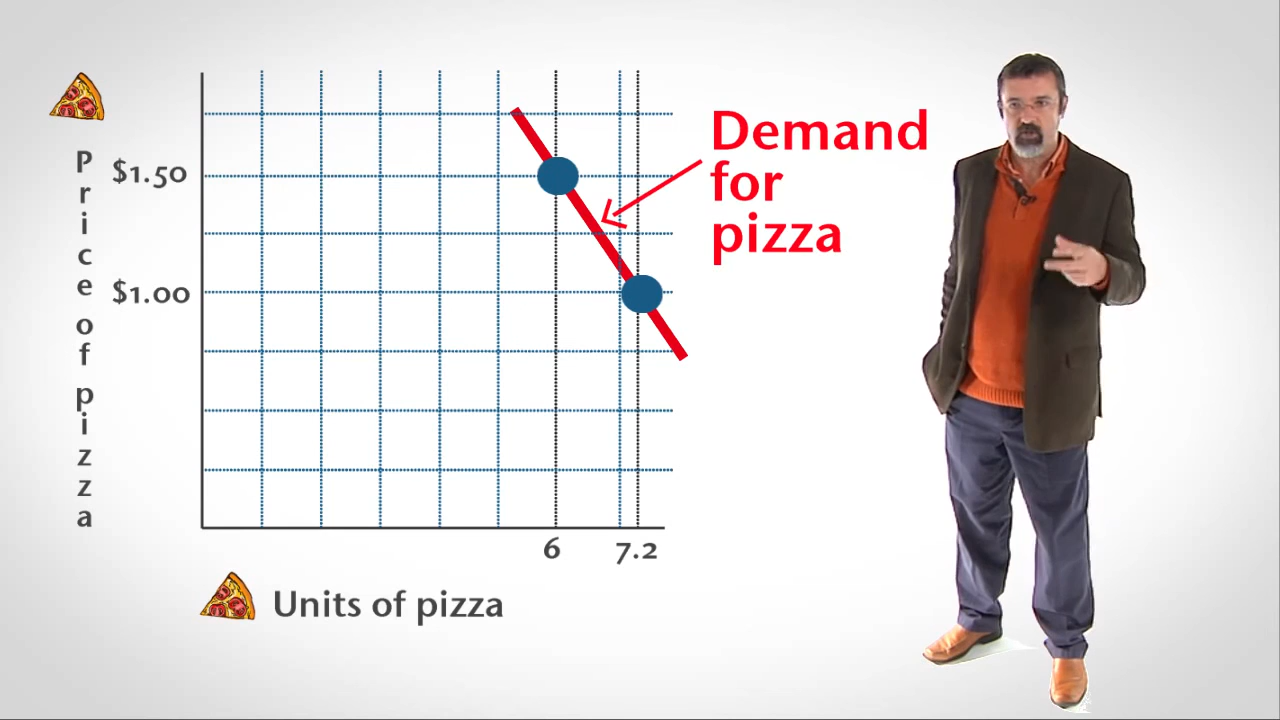 Price of pizza
$1.50
$1.00
Demand
for
pizza
6
7.2
Units of pizza